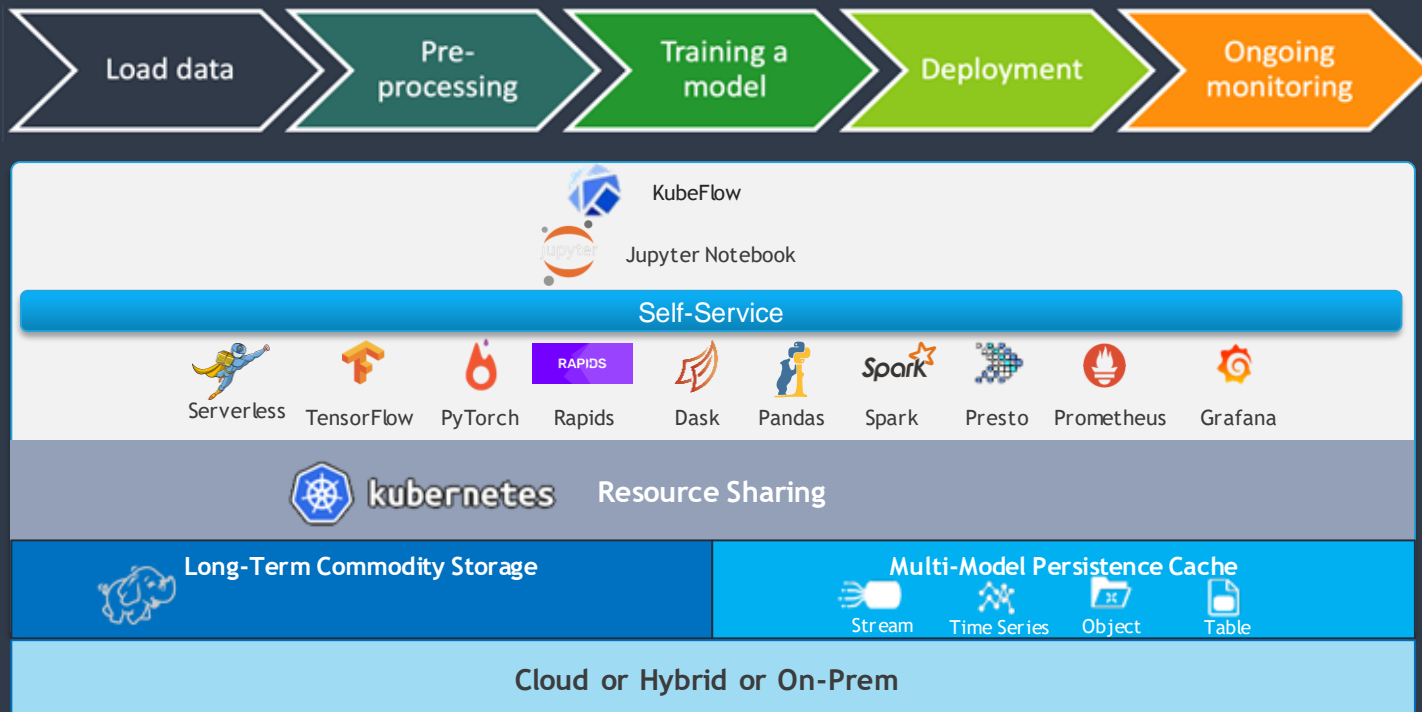 Load data
Pre-
processing
Training a
model
Deployment
Ongoing
monitoring
KubeFlow
jupyter
Jupyter Notebook
Self-Service
RAPIDS
Spark
Serverless
TensorFlow
PyTorch
Rapids
Dask
Pandas
Spark
Presto
Prometheus
Grafana
kubernetes
Resource Sharing
Long-Term Commodity Storage
Multi-Model Persistence Cache
Stream
Time Series
Object
Table
Cloud or Hybrid or On-Prem